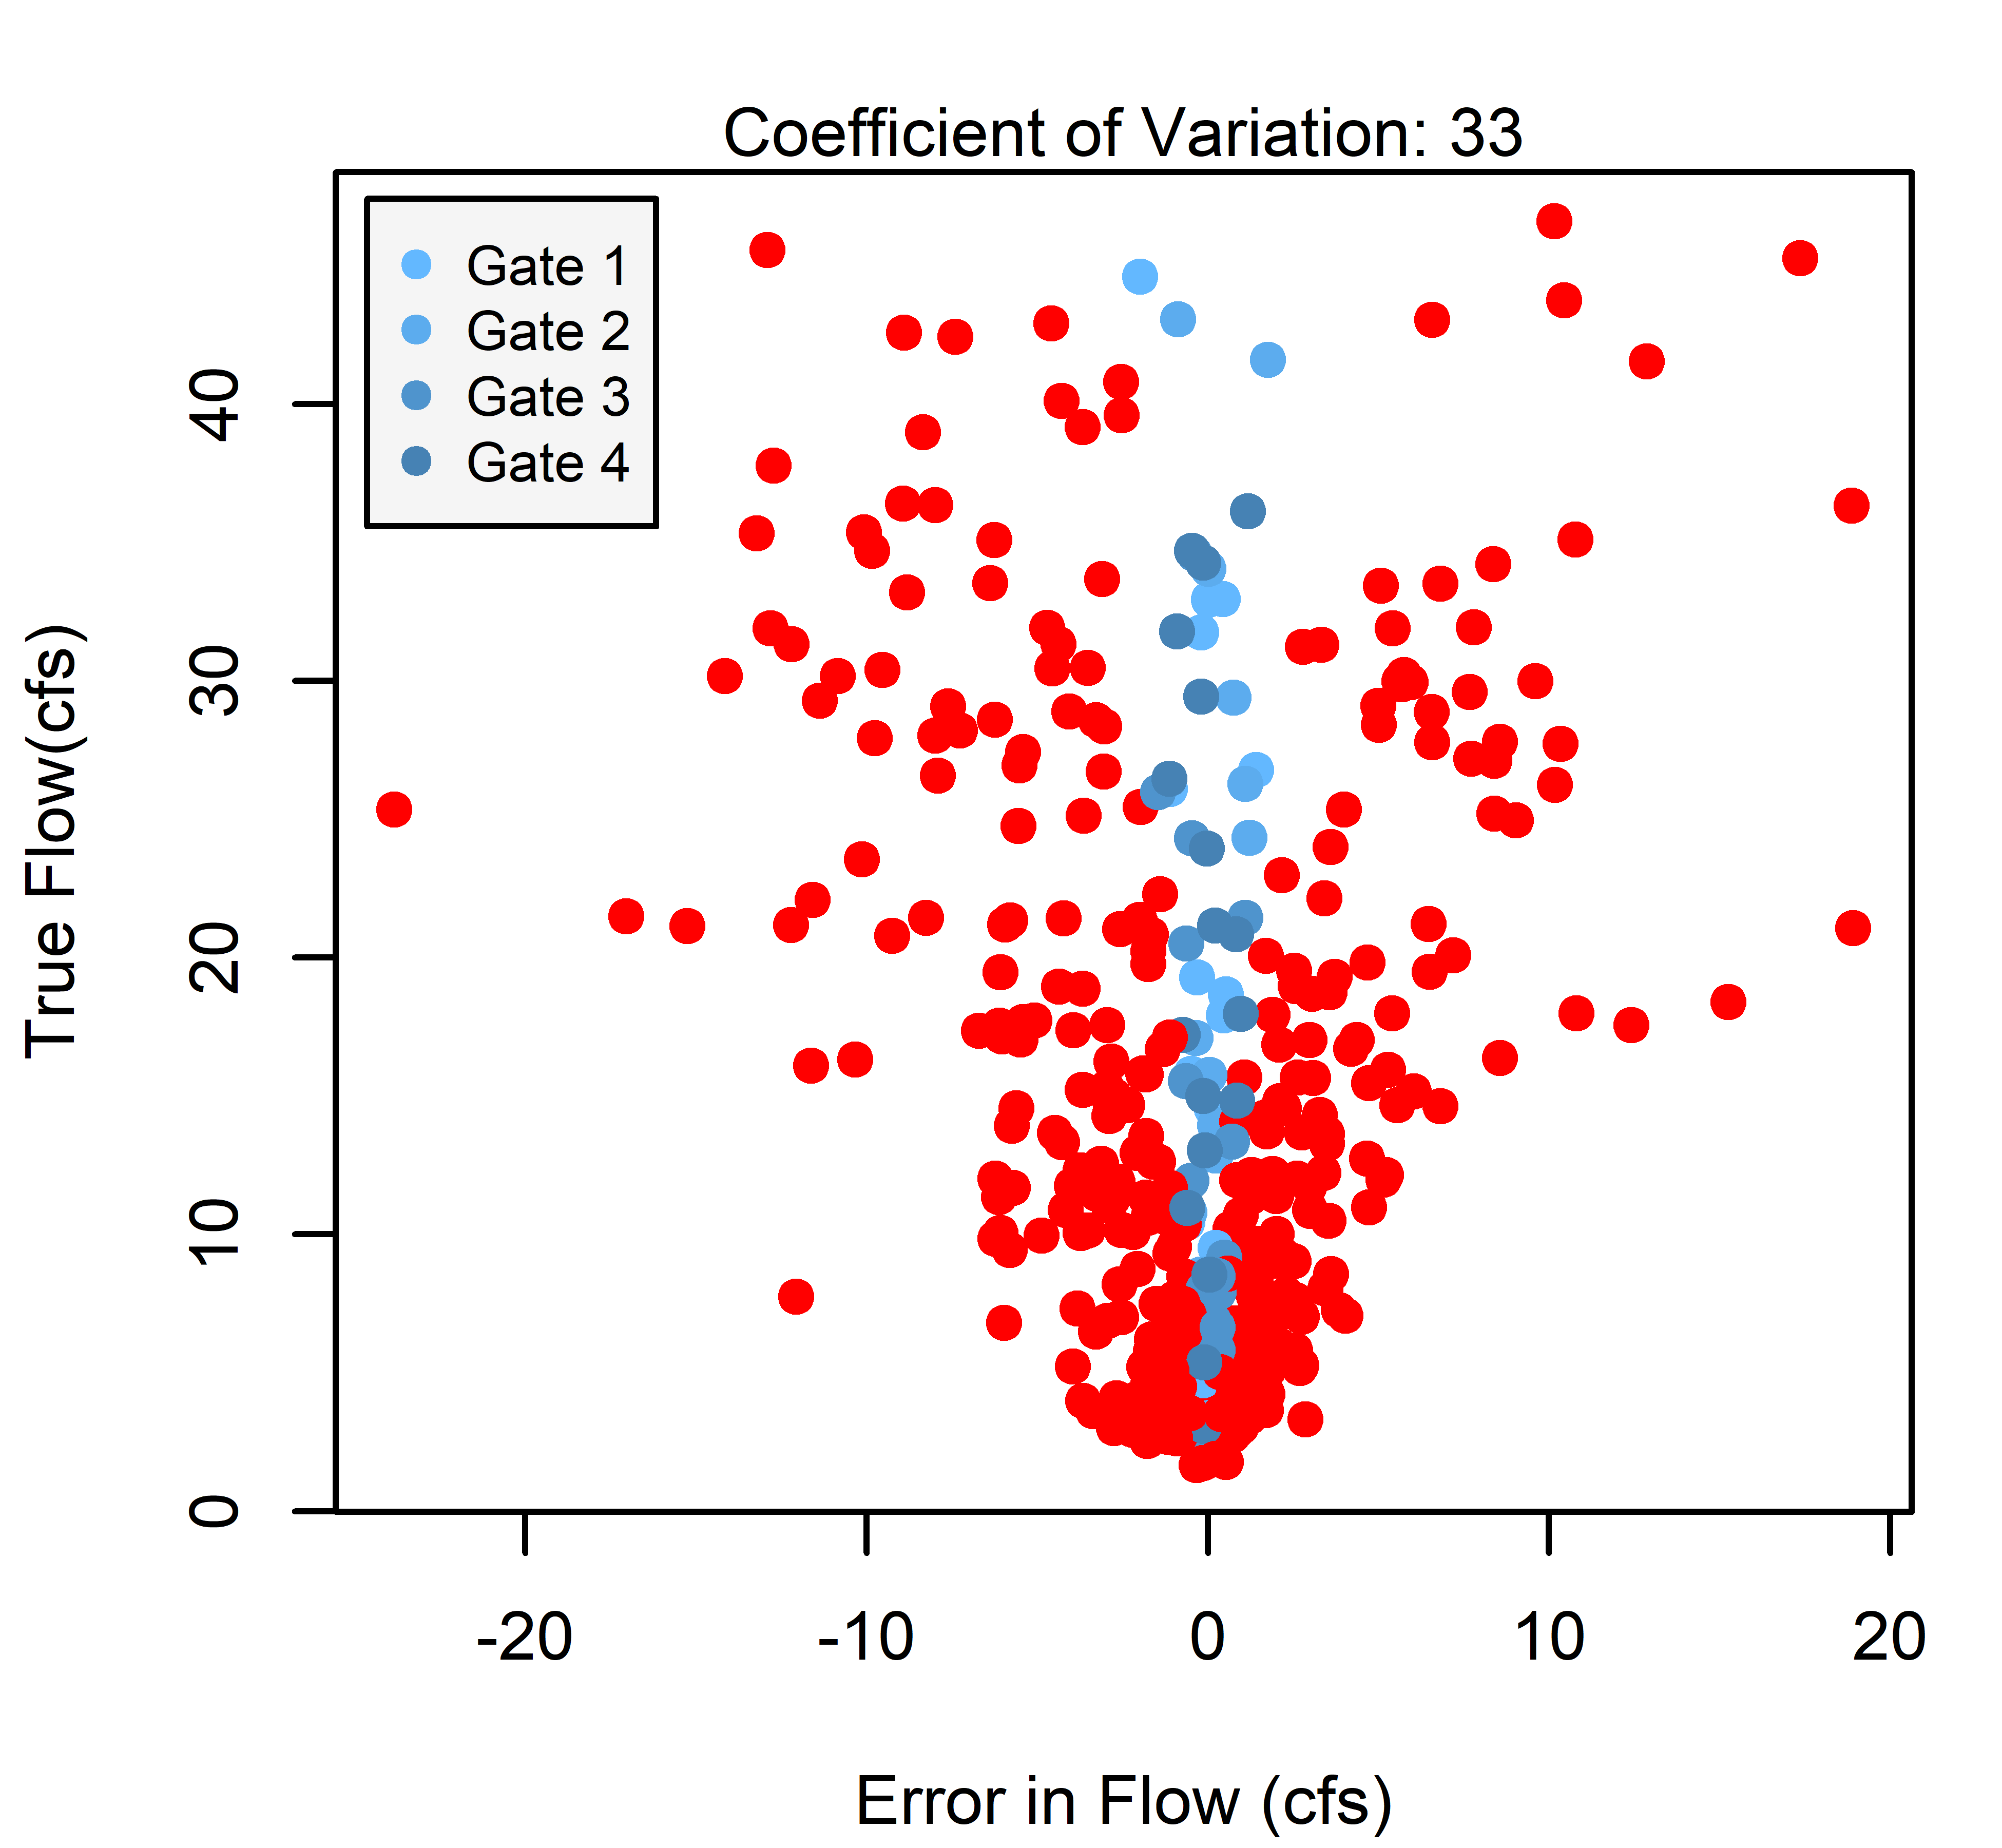 Coefficient of Variation: 33
Gate 1
Gate 2
Gate 3
Gate 4
True Flow(cfs)
40
30
20
10
0
-20 -10 0 10 20
Error in Flow (cfs)